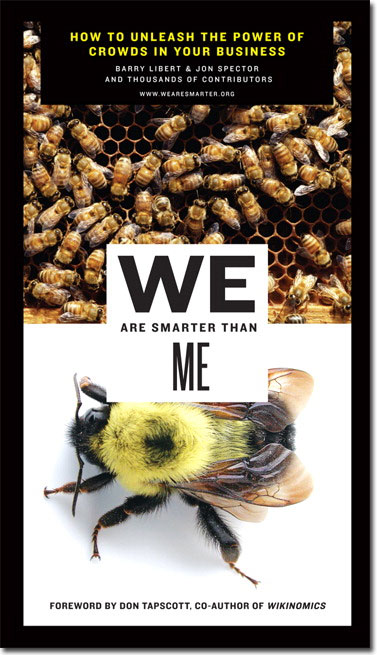 HOW TO UNLEASH THE POWER OF
CROWDS IN YOUR BUSINESS
BARRY LIBERT & JON SPECTOR
AND THOUSANDS OF CONTRIBUTORS
WWW.WEARESMARTER.ORG
WE
ARE SMARTER THAN
ME
FOREWORD BY DON TAPSCOTT, CO-AUTHOR OF WIKINOMICS